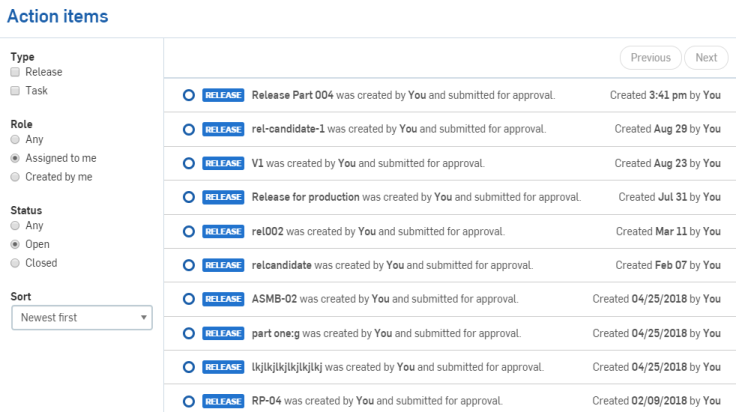 Action items
Type
Release
Task
Role
Any
Assigned to me
Created by me
Status
Any
Open
Closed
Sort
Newest first
Previous Next
RELEASE Release Part 004 was created by You and submitted for approval. Created 3:41 pm by You
RELEASE rel-candidate-1 was created by You and submitted for approval. Created Aug 29 by You
RELEASE V1 was created by You and submitted for approval. Created Aug 23 by You
RELEASE Release for production was created by You and submitted for approval. Created Jul 31 by You
RELEASE rel002 was created by You and submitted for approval. Created Mar 11 by You
RELEASE relcandidate was created by You and submitted for approval. Created Feb 07 by You
RELEASE ASMB-02 was created by You and submitted for approval. Created 04/25/2018 by You
RELEASE part one:g was created by You and submitted for approval. Created 04/25/2018 by You
RELEASE lkjlkjlkjlkjlkjlkj was created by You and submitted for approval. Created 04/25/2018 by You
RELEASE RP-04 was created by You and submitted for approval. Created 02/09/2018 by You